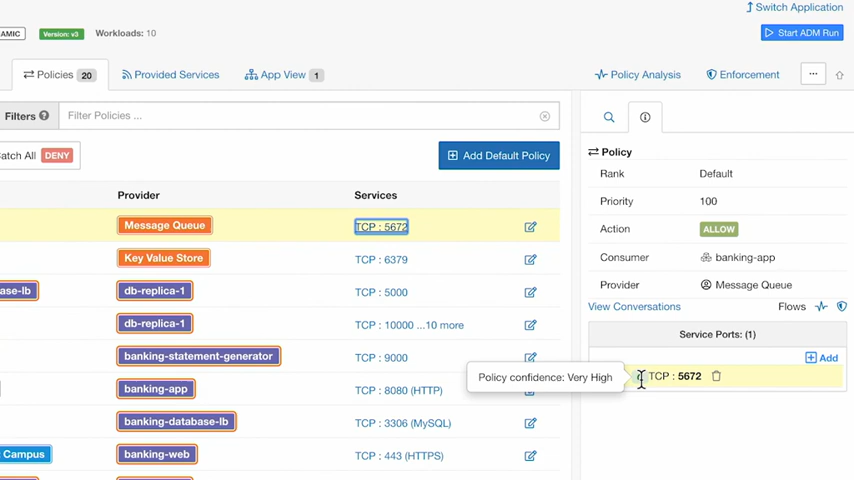 Switch Application
AMIC Version: v3 Workloads: 10 Start ADM Run
Policies 20 Provided Services App View 1 Policy Analysis Enforcement ...
Filters Filter Policies ...
atch All DENY Add Default Policy
Policy
Rank Default
Provider Services
Priority 100
Message Queue TCP : 5672
Action ALLOW
Key Value Store TCP : 6379
Consumer banking-app
Provider Message Queue
ase-lb db-replica-1 TCP : 5000
View Conversations Flows
db-replica-1 TCP : 10000 ...10 more
Service Ports: (1)
banking-statement-generator TCP : 9000
Add
Policy confidence: Very High TCP : 5672
banking-app TCP : 8080 (HTTP)
banking-database-lb TCP : 3306 (MySQL)
Campus banking-web TCP : 443 (HTTPS)